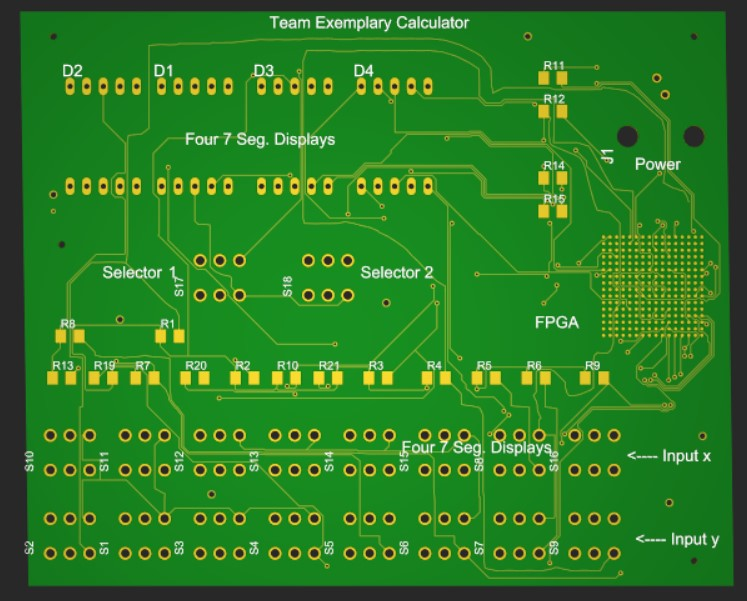 Team Exemplary Calculator
D2 D1 D3 D4 R11
R12
Four 7 Seg. Displays
J1
Power
R14
R15
Selector 1 S17 S18 Selector 2
FPGA
R8 R1
R13 R19 R7 R20 R2 R10 R21 R3 R4 R5 R6 R9
Four 7 Seg. Displays
S10 S11 S12 S13 S14 S15 S8 S16 <---- Input x
S2 S1 S3 S4 S5 S6 S7 S9 <---- Input y